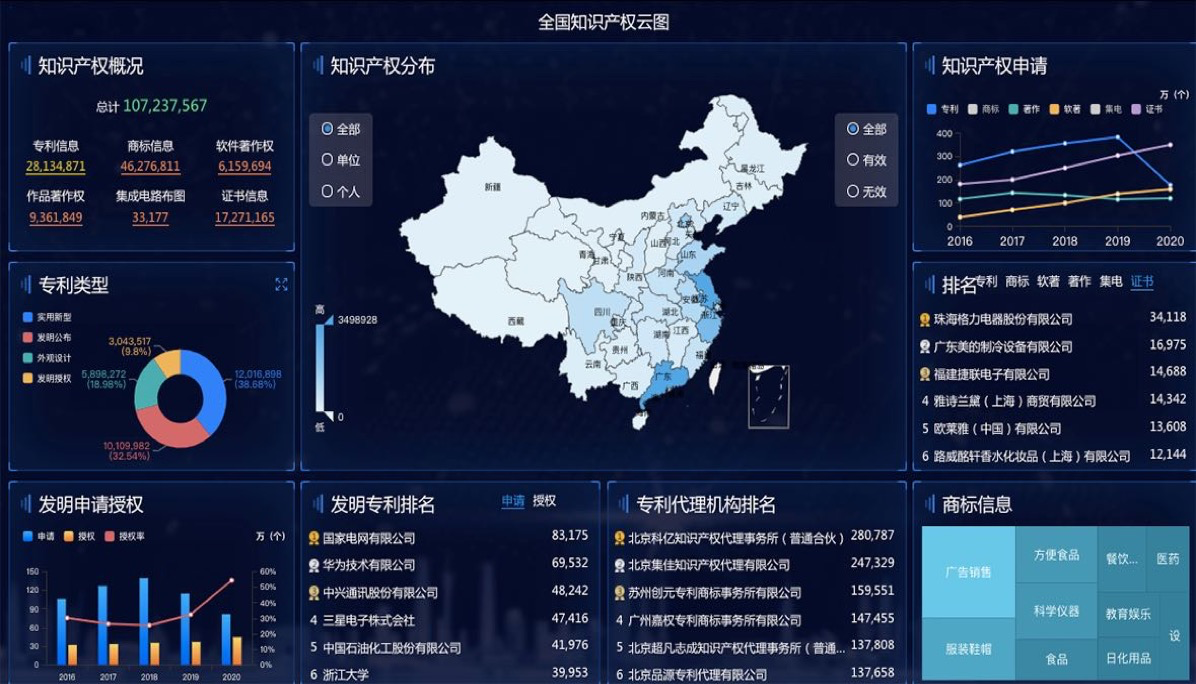 全国知识产权云图
知识产权概况
总计 107,237,567
专利信息 商标信息 软件著作权
28,134,871 46,276,811 6,159,694
作品著作权 集成电路布图 证书信息
9,361,849 33,177 17,271,165
知识产权分布
全部
单位
个人
全部
有效
无效
高
3498928
0
低
黑龙江
吉林
辽宁
新疆
内蒙古
北京
宁夏
山西
河北
青海
甘肃
山东
陕西
河南
西藏
四川
重庆
湖北
安徽
浙江
湖南
江西
贵州
云南
广西
广东
知识产权申请
万 (个)
专利 商标 著作 软著 集电 证书
400
300
200
100
0
2016 2017 2018 2019 2020
专利类型
实用新型
发明公布
外观设计
发明授权
3,043,517
(9.8%)
5,898,272
(18.98%)
12,016,898
(38.68%)
10,109,982
(32.54%)
排名 专利 商标 软著 著作 集电 证书
1 珠海格力电器股份有限公司 34,118
2 广东美的制冷设备有限公司 16,975
3 福建捷联电子有限公司 14,688
4 雅诗兰黛（上海）商贸有限公司 14,342
5 欧莱雅（中国）有限公司 13,608
6 路威酩轩香水化妆品（上海）有限公司 12,144
发明申请授权
申请 授权 授权率 万 (个)
150 60%
50%
120
40%
90
30%
60
20%
30
10%
0 0%
2016 2017 2018 2019 2020
发明专利排名 申请 授权
1 国家电网有限公司 83,175
2 华为技术有限公司 69,532
3 中兴通讯股份有限公司 48,242
4 三星电子株式会社 47,416
5 中国石油化工股份有限公司 41,976
6 浙江大学 39,953
专利代理机构排名
1 北京科亿知识产权代理事务所（普通合伙） 280,787
2 北京集佳知识产权代理有限公司 247,329
3 苏州创元专利商标事务所有限公司 159,551
4 广州嘉权专利商标事务所有限公司 147,455
5 北京超凡志成知识产权代理事务所（普通... 137,808
6 北京品源专利代理有限公司 137,658
商标信息
广告销售
方便食品
餐饮...
医药
科学仪器
教育娱乐
设
服装鞋帽
食品
日化用品